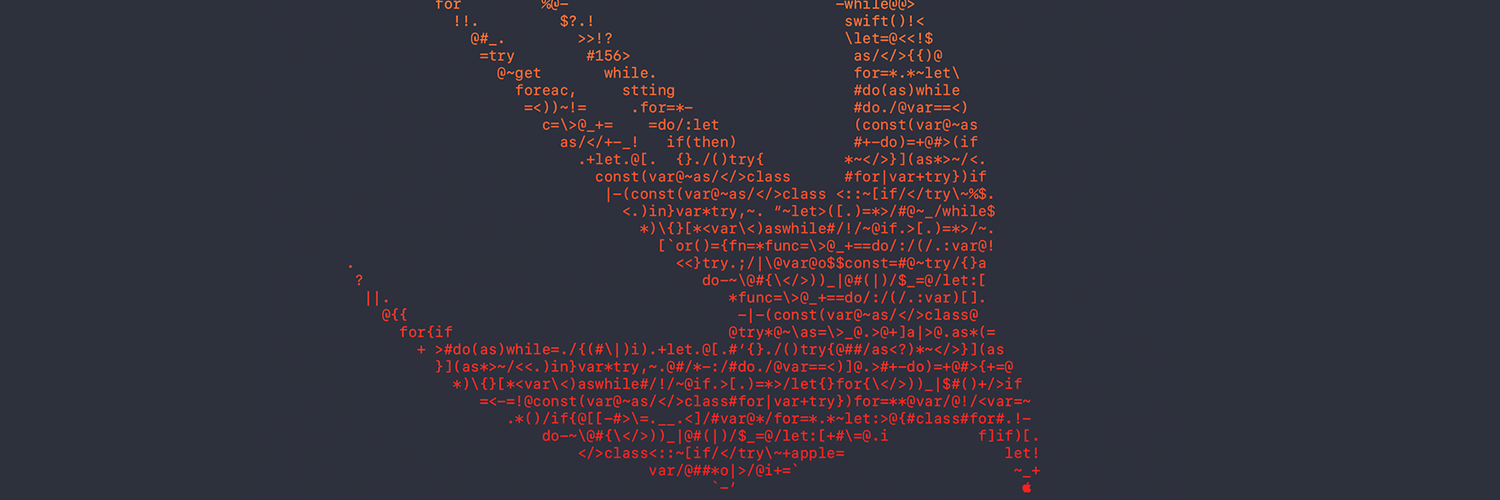 for %@- -while@@>
!!. $?.! swift()!<
@#_. >>!? \let=@<<!$
=try #156> as/</>{{)@
@~get while. for=*.*~let\
foreac, stting #do(as)while
=<))~!= .for=*- #do./@var==<)
c=\>@_+= =do/:let (const(var@~as
as/</+-_! if(then) #+-do)=+@#>(if
.+let.@[. {}./()try{ *~</>}](as*>~/<.
const(var@~as/</>class #for|var+try})if
|-(const(var@~as/</>class <::~[if/</try\~%$.
<.)in}var*try,~. “~let>([.)=*>/#@~_/while$
*)\{}[*<var\<)aswhile#/!/~@if.>[.)=*>/~.
[`or()={fn=*func=\>@_+==do/:/(/.:var@!
. <<}try.;/|\@var@o$$const=#@~try/{}a
? do-~\@#{\</>))_|@#(|)/$_=@/let:[
||. *func=\>@_+==do/:/(/.:var)[].
@{{ -|-(const(var@~as/</>class@
for{if @try*@~\as=\>_@.>@+]a|>@.as*(=
+ >#do(as)while=./{(#\|)i).+let.@[.#’{}./()try{@##/as<?)*~</>}](as
}](as*>~/<<.)in}var*try,~.@#/*-:/#do./@var==<)]@.>#+-do)=+@#>{+=@
*)\{}[*<var\<)aswhile#/!/~@if.>[.)=*>/let{}for{\</>))_|$#()+/>if
=<-=!@const(var@~as/</>class#for|var+try})for=**@var/@!/<var=~
.*()/if{@[[-#>\=.__.<]/#var@*/for=*.*~let:>@{#class#for#.!-
do-~\@#{\</>))_|@#(|)/$_=@/let:[+#\=@.i f]if)[.
</>class<::~[if/</try\~+apple= let!
var/@##*o|>/@i+=` ~_+
`-’